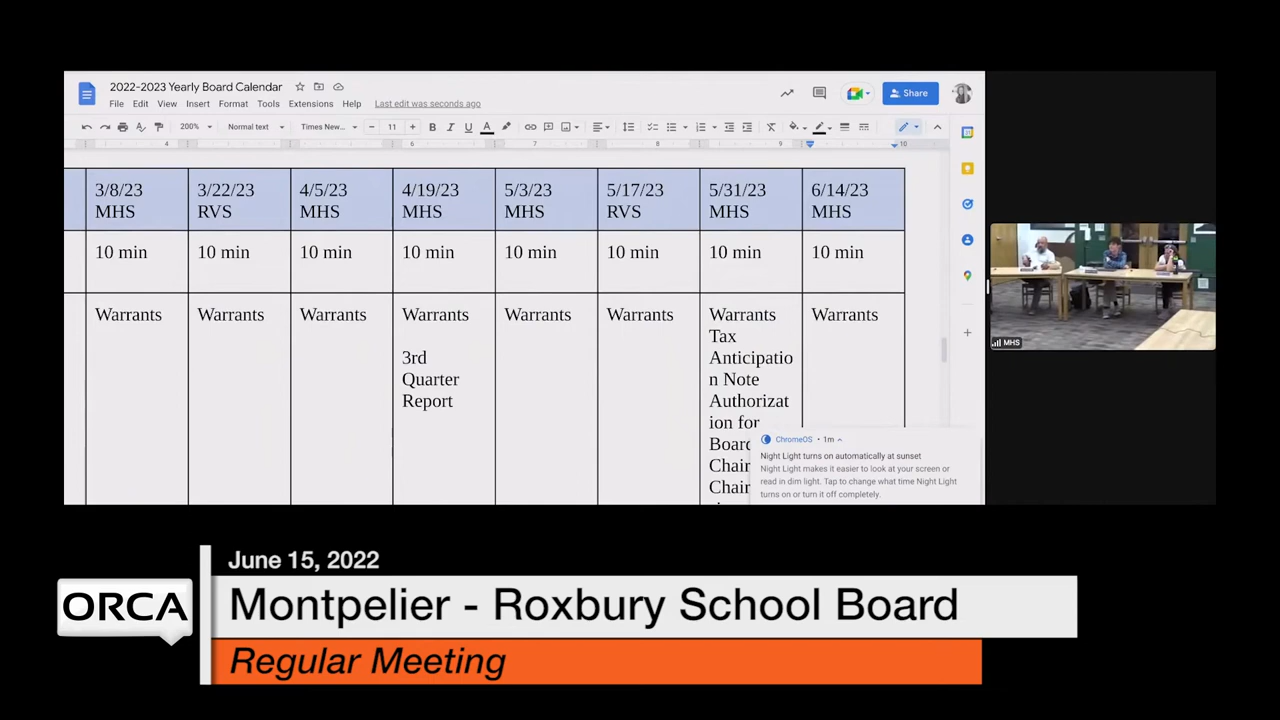 2022-2023 Yearly Board Calendar
File Edit View Insert Format Tools Extensions Help Last edit was seconds ago
Share
200% Normal text Times New... 11 B I U A
4 6 7 8 9 10
3/8/23 3/22/23 4/5/23 4/19/23 5/3/23 5/17/23 5/31/23 6/14/23
MHS RVS MHS MHS MHS RVS MHS MHS
10 min 10 min 10 min 10 min 10 min 10 min 10 min 10 min
Warrants Warrants Warrants Warrants Warrants Warrants Warrants Warrants
Tax
3rd Anticipatio
Quarter n Note
Report Authorizat
ion for
Board
Chair
Chair
ChromeOS • 1m
Night Light turns on automatically at sunset
Night Light makes it easier to look at your screen or
read in dim light. Tap to change what time Night Light
turns on or turn it off completely.
MHS
June 15, 2022
ORCA
Montpelier - Roxbury School Board
Regular Meeting